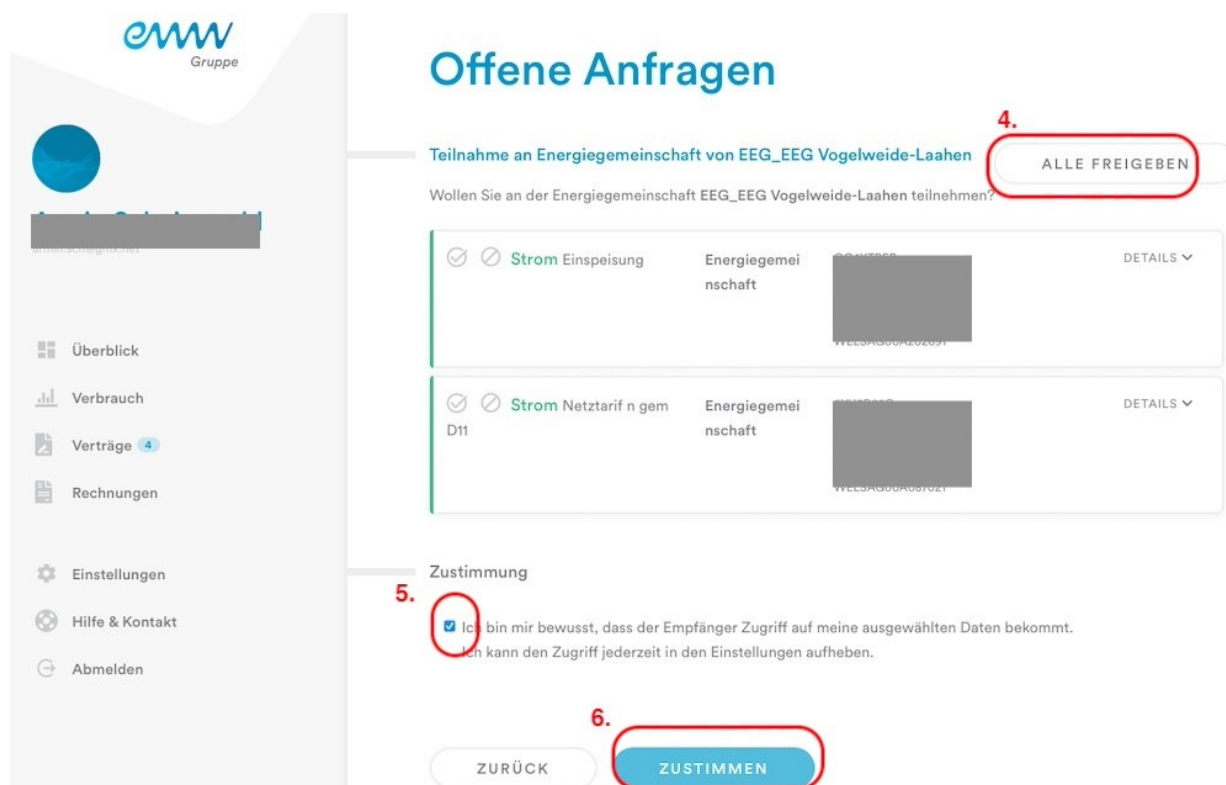 eww
Gruppe
Überblick
Verbrauch
Verträge 4
Rechnungen
Einstellungen
Hilfe & Kontakt
Abmelden
Offene Anfragen
4.
Teilnahme an Energiegemeinschaft von EEG_EEG Vogelweide-Laahen
ALLE FREIGEBEN
Wollen Sie an der Energiegemeinschaft EEG_EEG Vogelweide-Laahen teilnehmen?
Strom Einspeisung
Energiegemei
nschaft
DETAILS
Strom Netztarif n gem
D11
Energiegemei
nschaft
DETAILS
Zustimmung
5.
Ich bin mir bewusst, dass der Empfänger Zugriff auf meine ausgewählten Daten bekommt.
Ich kann den Zugriff jederzeit in den Einstellungen aufheben.
6.
ZURÜCK
ZUSTIMMEN